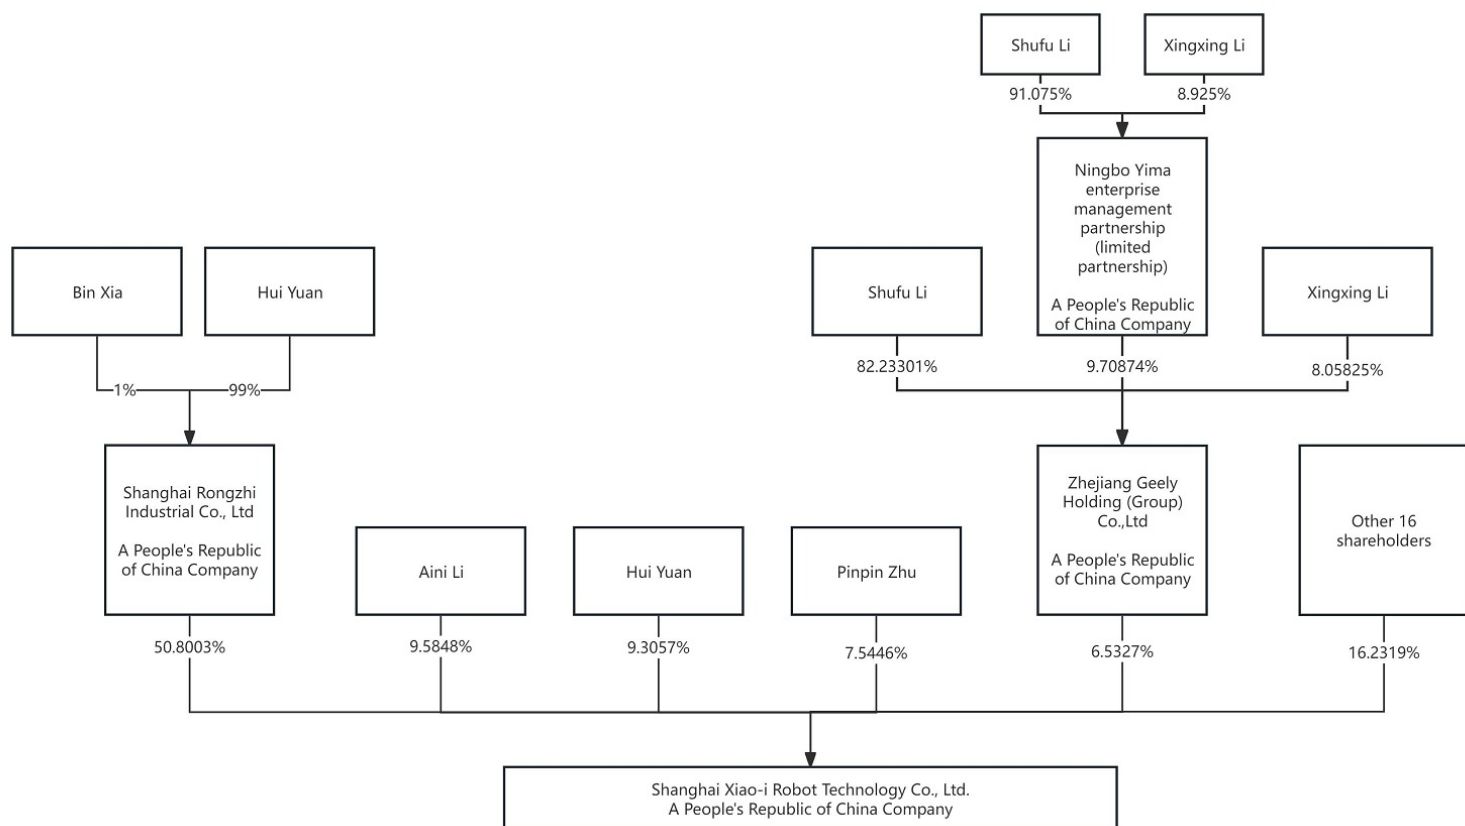 Shufu Li
Xingxing Li
91.075%
8.925%
Ningbo Yima
enterprise
management
partnership
(limited
partnership)
A People's Republic
of China Company
Bin Xia
Hui Yuan
Shufu Li
Xingxing Li
82.23301%
9.70874%
8.05825%
1%
99%
Shanghai Rongzhi
Industrial Co., Ltd
A People's Republic
of China Company
Aini Li
Hui Yuan
Pinpin Zhu
Zhejiang Geely
Holding (Group)
Co.,Ltd
A People's Republic
of China Company
Other 16
shareholders
50.8003%
9.5848%
9.3057%
7.5446%
6.5327%
16.2319%
Shanghai Xiao-i Robot Technology Co., Ltd.
A People's Republic of China Company